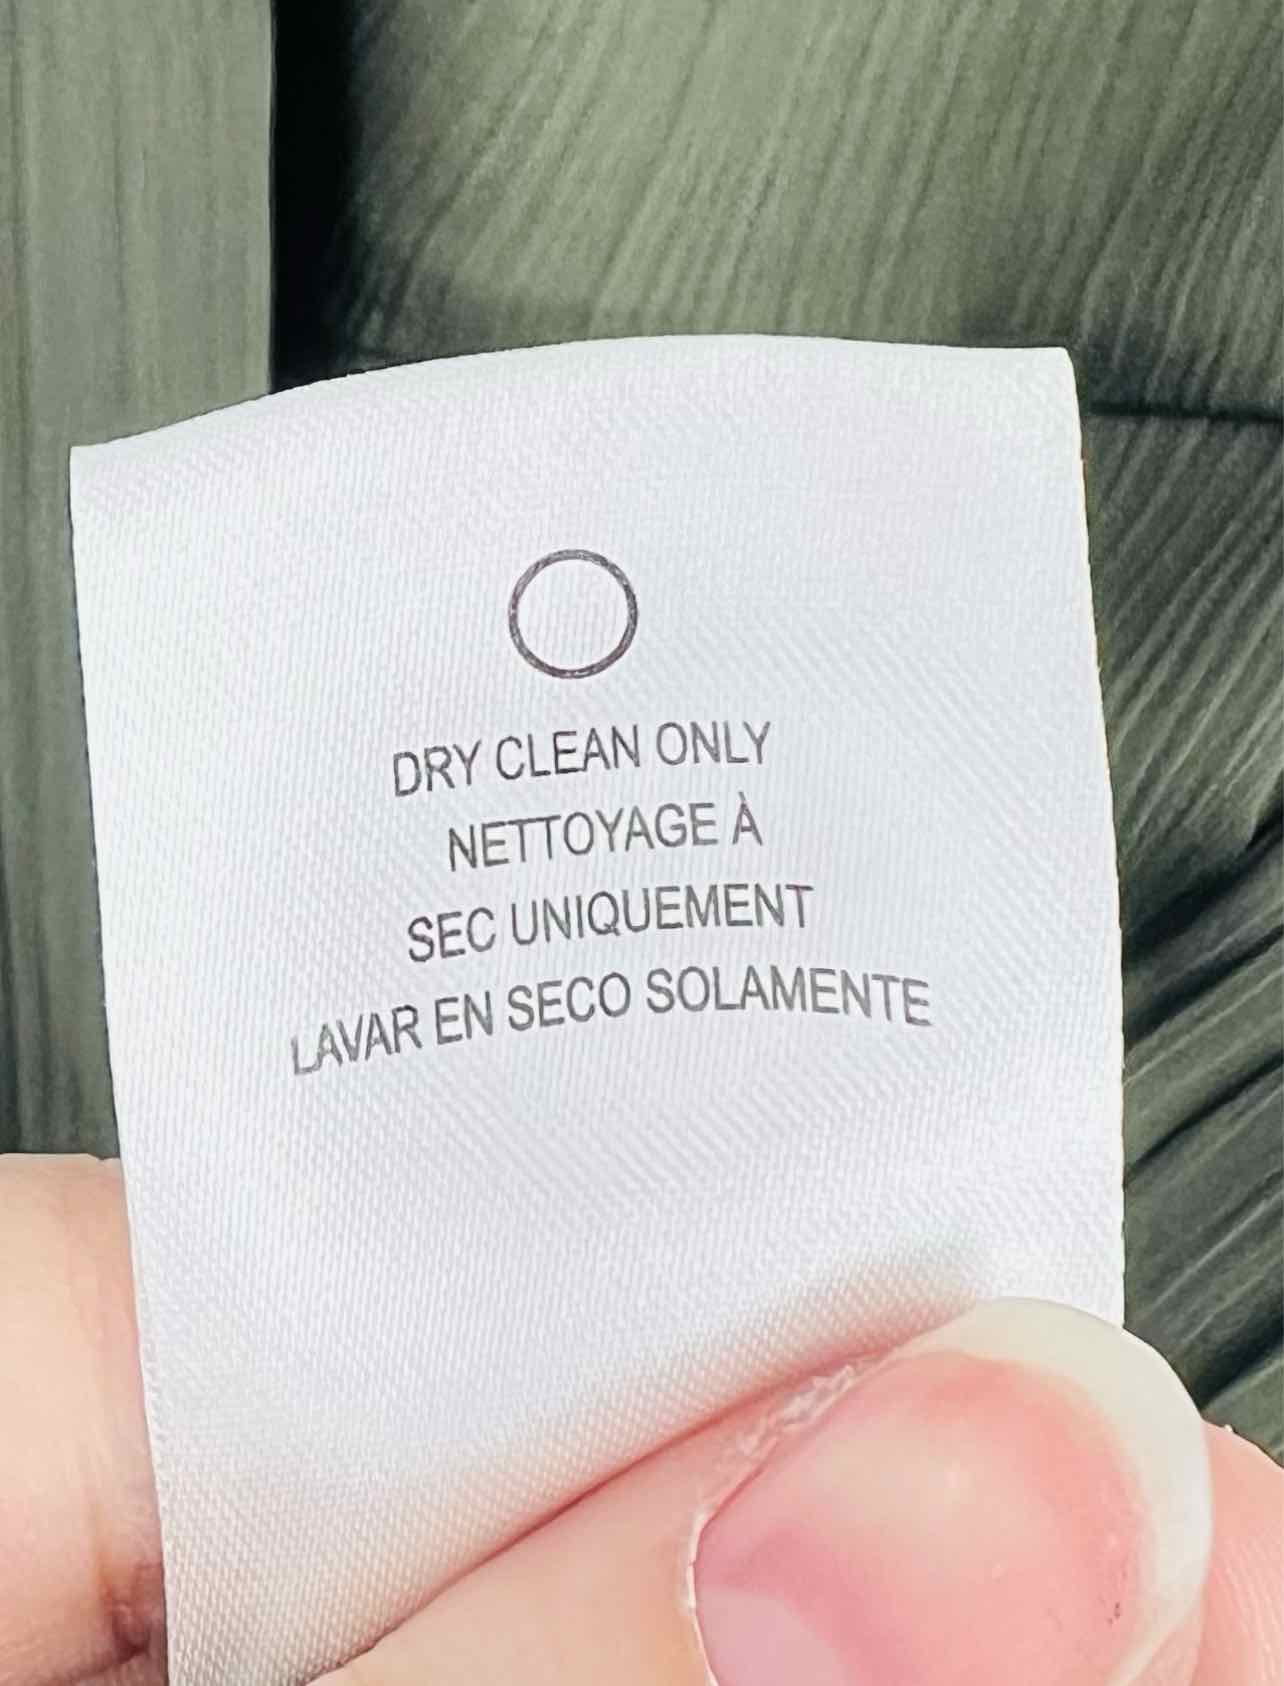 DRY CLEAN ONLY
NETTOYAGE À
SEC UNIQUEMENT
LAVAR EN SECO SOLAMENTE